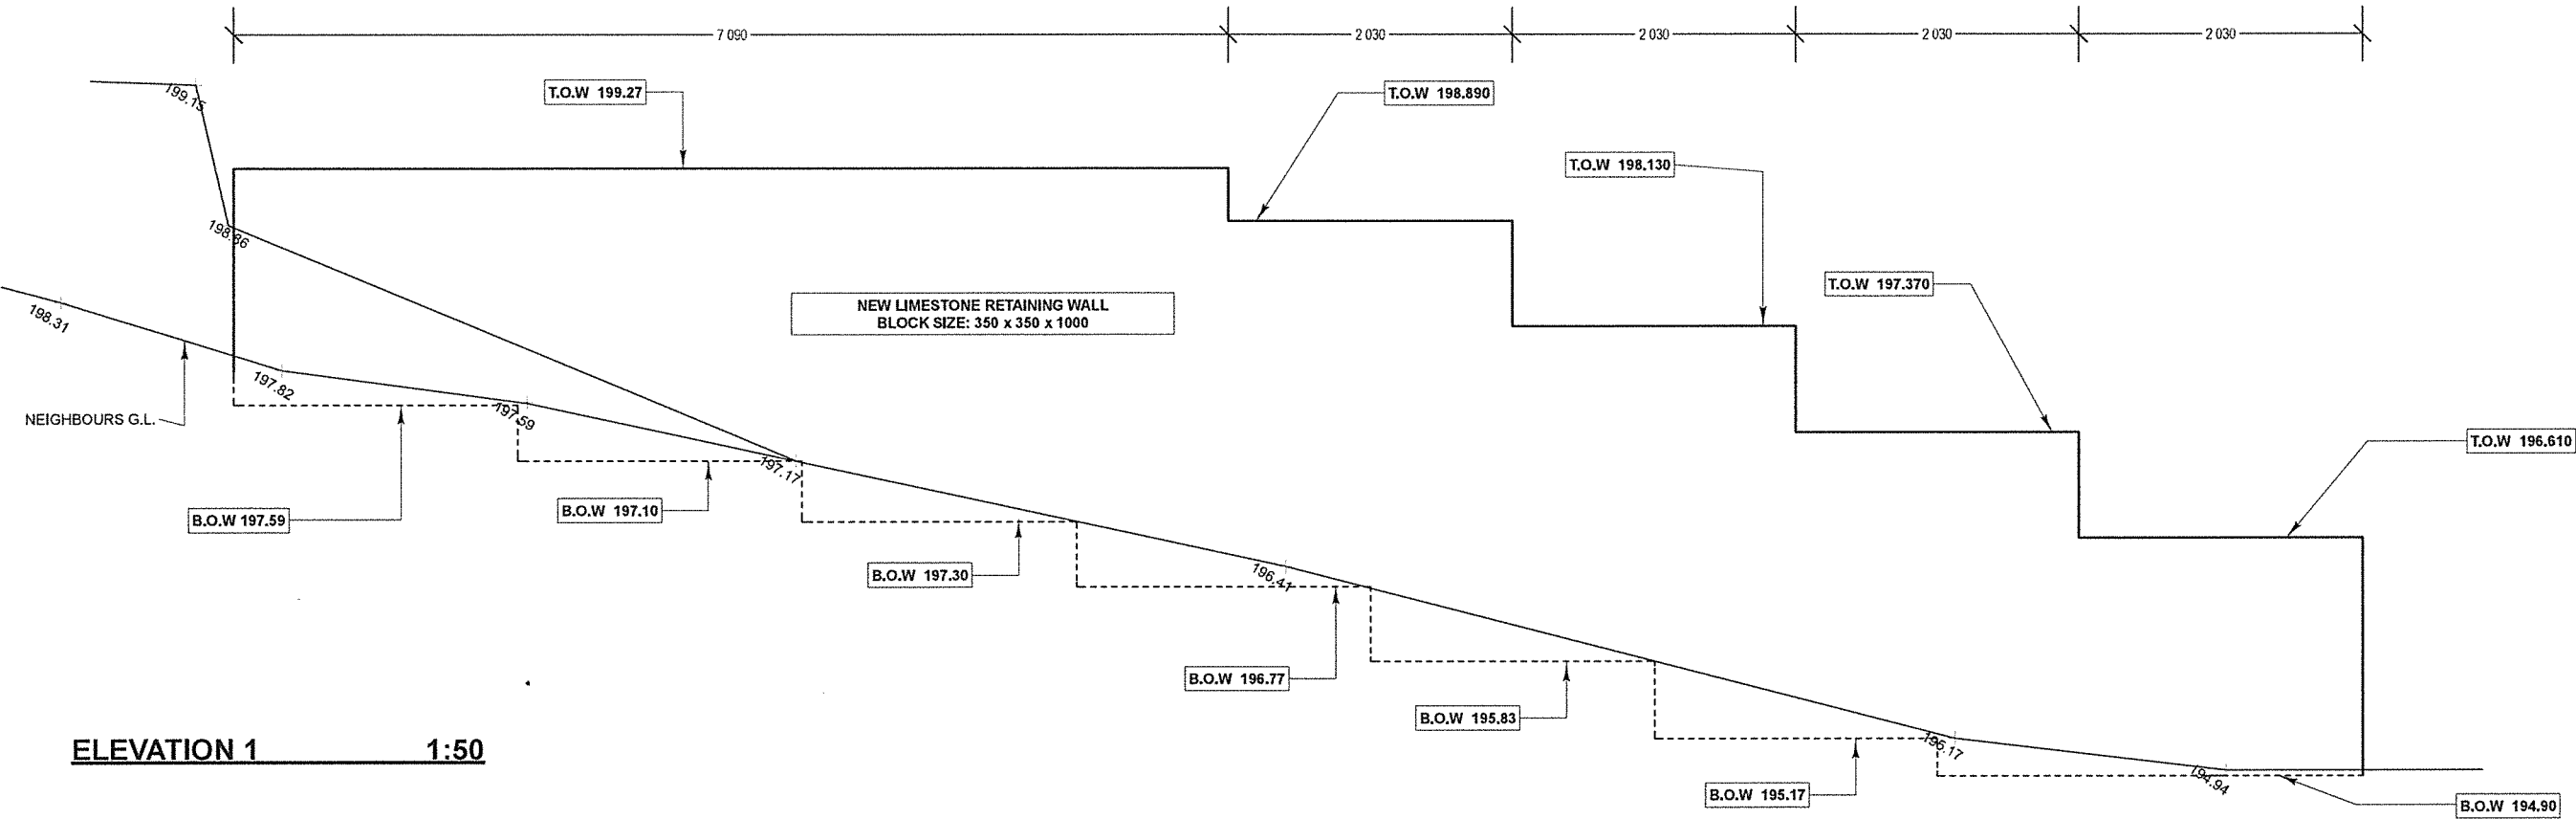 7 090
2 030
2 030
2 030
2 030
199.15
T.O.W 199.27
T.O.W 198.890
T.O.W 198.130
198.86
T.O.W 197.370
NEW LIMESTONE RETAINING WALL
BLOCK SIZE: 350 x 350 x 1000
198.31
197.82
NEIGHBOURS G.L.
197.59
T.O.W 196.610
197.17
B.O.W 197.59
B.O.W 197.10
B.O.W 197.30
196.41
B.O.W 196.77
B.O.W 195.83
195.17
ELEVATION 1 1:50
194.94
B.O.W 195.17
B.O.W 194.90